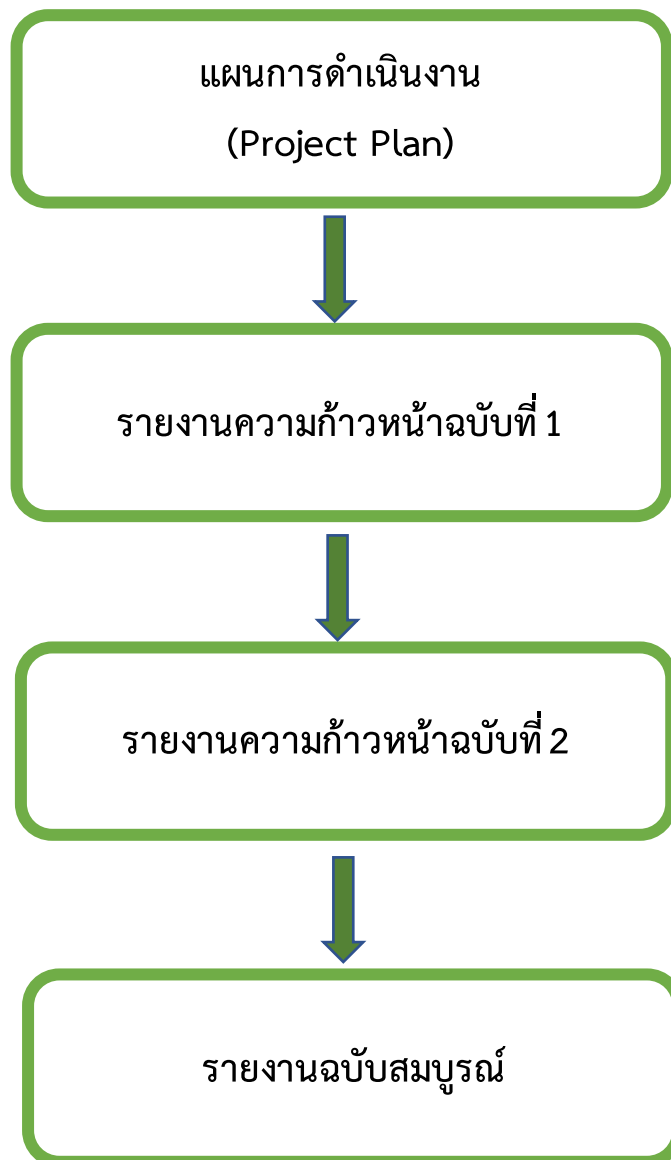 แผนการดำเนินงาน
(Project Plan)
รายงานความก้าวหน้าฉบับที่ 1
รายงานความก้าวหน้าฉบับที่ 2
รายงานฉบับสมบูรณ์